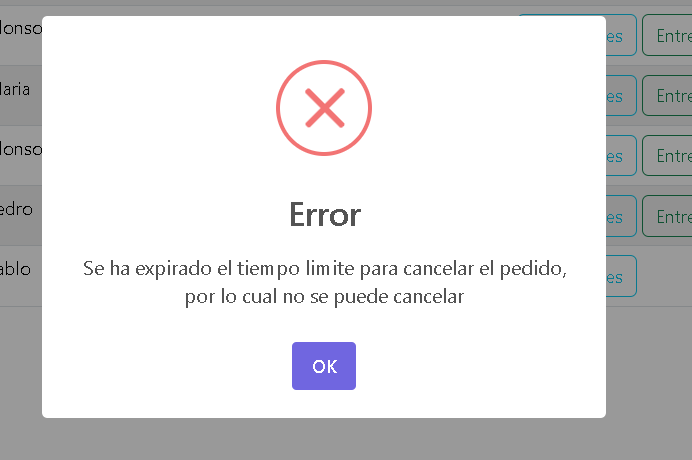 lonso
es
Entre
laria
es
Entre
lonso
es
Entre
edro
es
Entre
ablo
es
Error
Se ha expirado el tiempo limite para cancelar el pedido,
por lo cual no se puede cancelar
OK